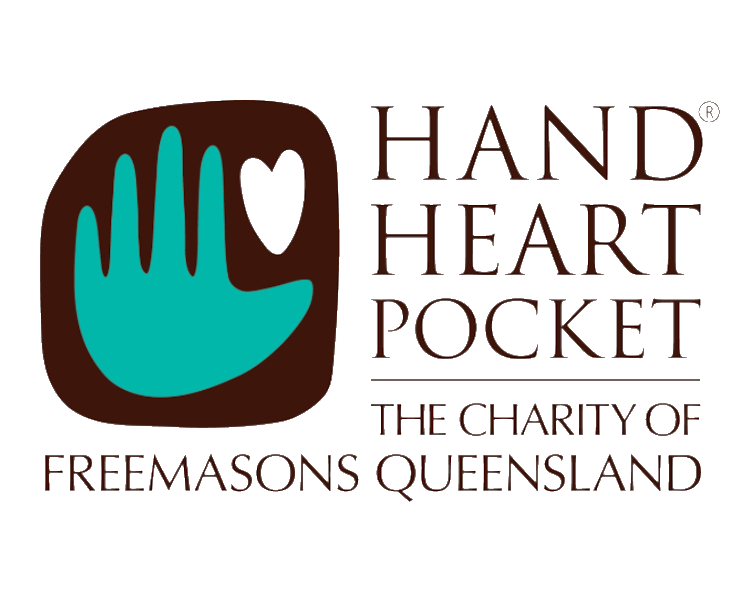 HAND®
HEART
POCKET
THE CHARITY OF
FREEMASONS QUEENSLAND